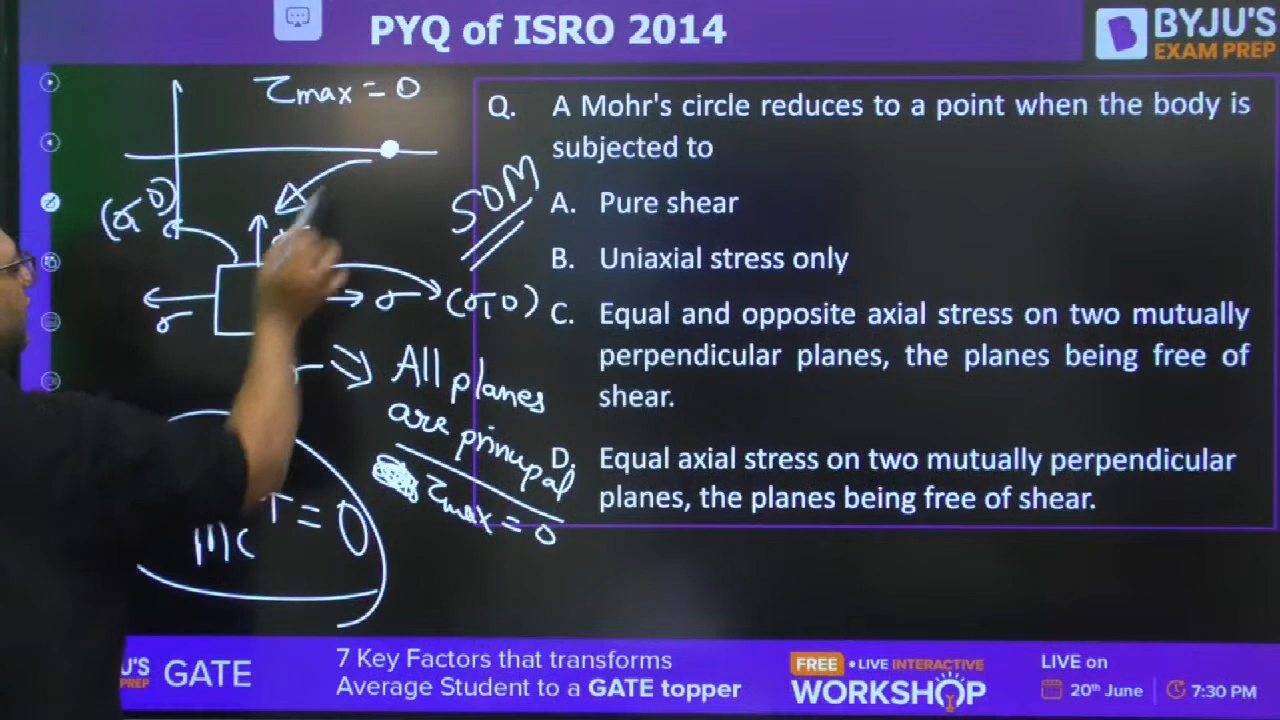 PYQ of ISRO 2014
BYJU'S
EXAM PREP
τmax = 0
(σ, 0)
σ
σ
(σ, 0)
SOM
All planes
are principal
τmax = 0
MC
r = 0
Q. A Mohr's circle reduces to a point when the body is
subjected to
A. Pure shear
B. Uniaxial stress only
C. Equal and opposite axial stress on two mutually
perpendicular planes, the planes being free of
shear.
D. Equal axial stress on two mutually perpendicular
planes, the planes being free of shear.
J'S
PREP
GATE
7 Key Factors that transforms
Average Student to a GATE topper
FREE • LIVE INTERACTIVE
WORKSHOP
LIVE on
20th June
7:30 PM